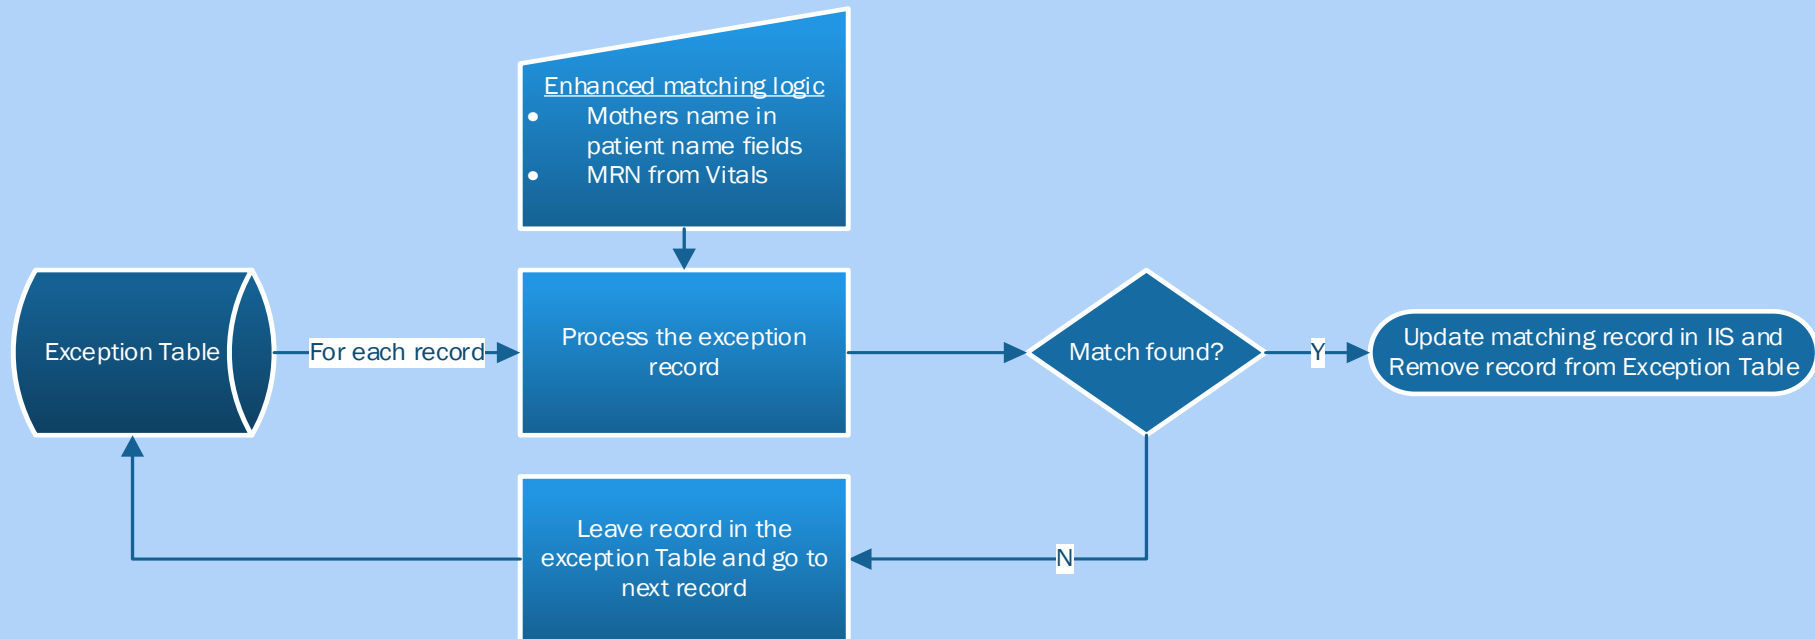 Enhanced matching logic
• Mothers name in
patient name fields
• MRN from Vitals
Exception Table
For each record
Process the exception
record
Match found?
Y
Update matching record in IIS and
Remove record from Exception Table
Leave record in the
exception Table and go to
next record
N